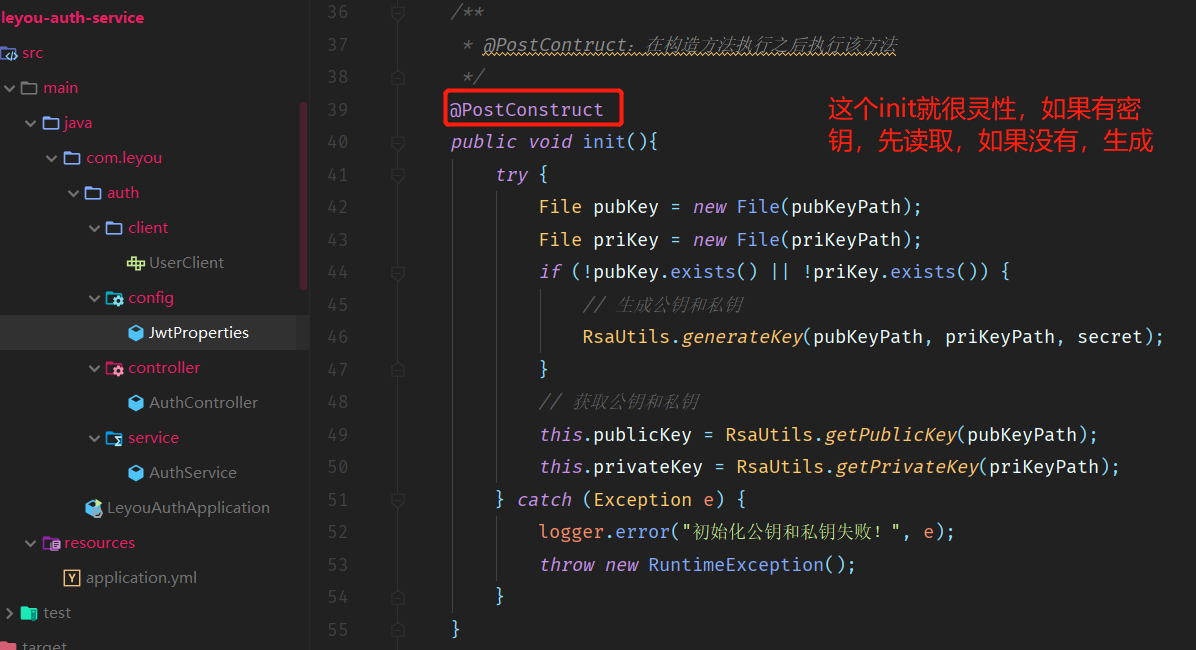 leyou-auth-service
src
main
java
com.leyou
auth
client
UserClient
config
JwtProperties
controller
AuthController
service
AuthService
LeyouAuthApplication
resources
application.yml
test
target
36 /**
37 * @PostContruct：在构造方法执行之后执行该方法
38 */
39 @PostConstruct
40 public void init(){
41 try {
42 File pubKey = new File(pubKeyPath);
43 File priKey = new File(priKeyPath);
44 if (!pubKey.exists() || !priKey.exists()) {
45 // 生成公钥和私钥
46 RsaUtils.generateKey(pubKeyPath, priKeyPath, secret);
47 }
48 // 获取公钥和私钥
49 this.publicKey = RsaUtils.getPublicKey(pubKeyPath);
50 this.privateKey = RsaUtils.getPrivateKey(priKeyPath);
51 } catch (Exception e) {
52 logger.error("初始化公钥和私钥失败！", e);
53 throw new RuntimeException();
54 }
55 }
这个init就很灵性，如果有密
钥，先读取，如果没有，生成